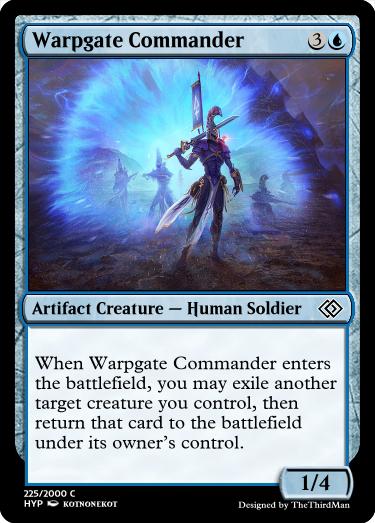 Warpgate Commander 3
Artifact Creature — Human Soldier
When Warpgate Commander enters
the battlefield, you may exile another
target creature you control, then
return that card to the battlefield
under its owner's control.
1/4
225/2000 C
HYP KOTNONEKOT
Designed by TheThirdMan